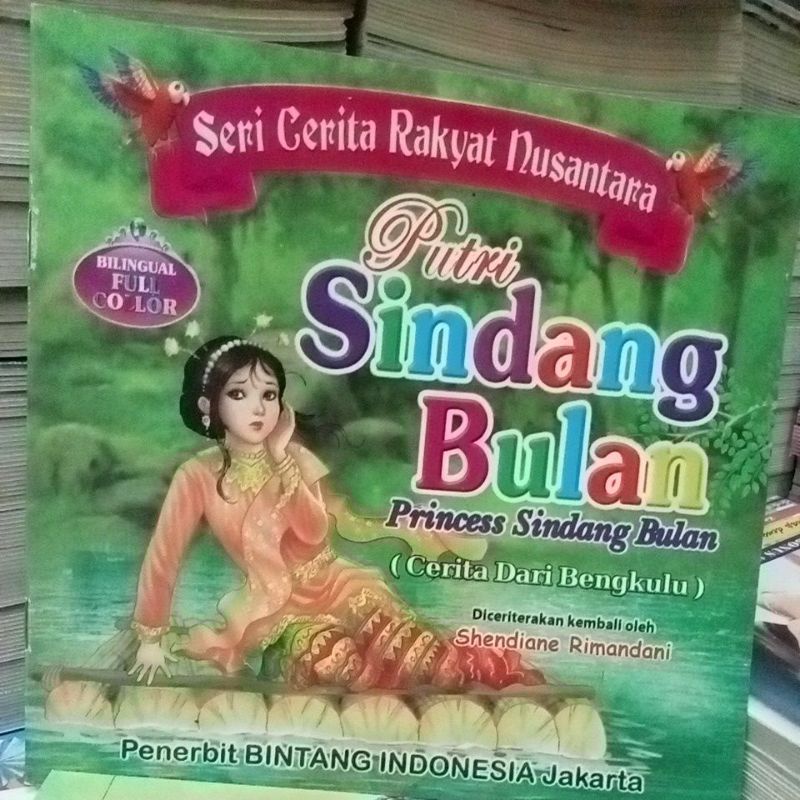 Seri Cerita Rakyat Nusantara
BILINGUAL
FULL
COLOR
Putri
Sindang
Bulan
Princess Sindang Bulan
(Cerita Dari Bengkulu)
Diceriterakan kembali oleh
Shendiane Rimandani
Penerbit BINTANG INDONESIA Jakarta